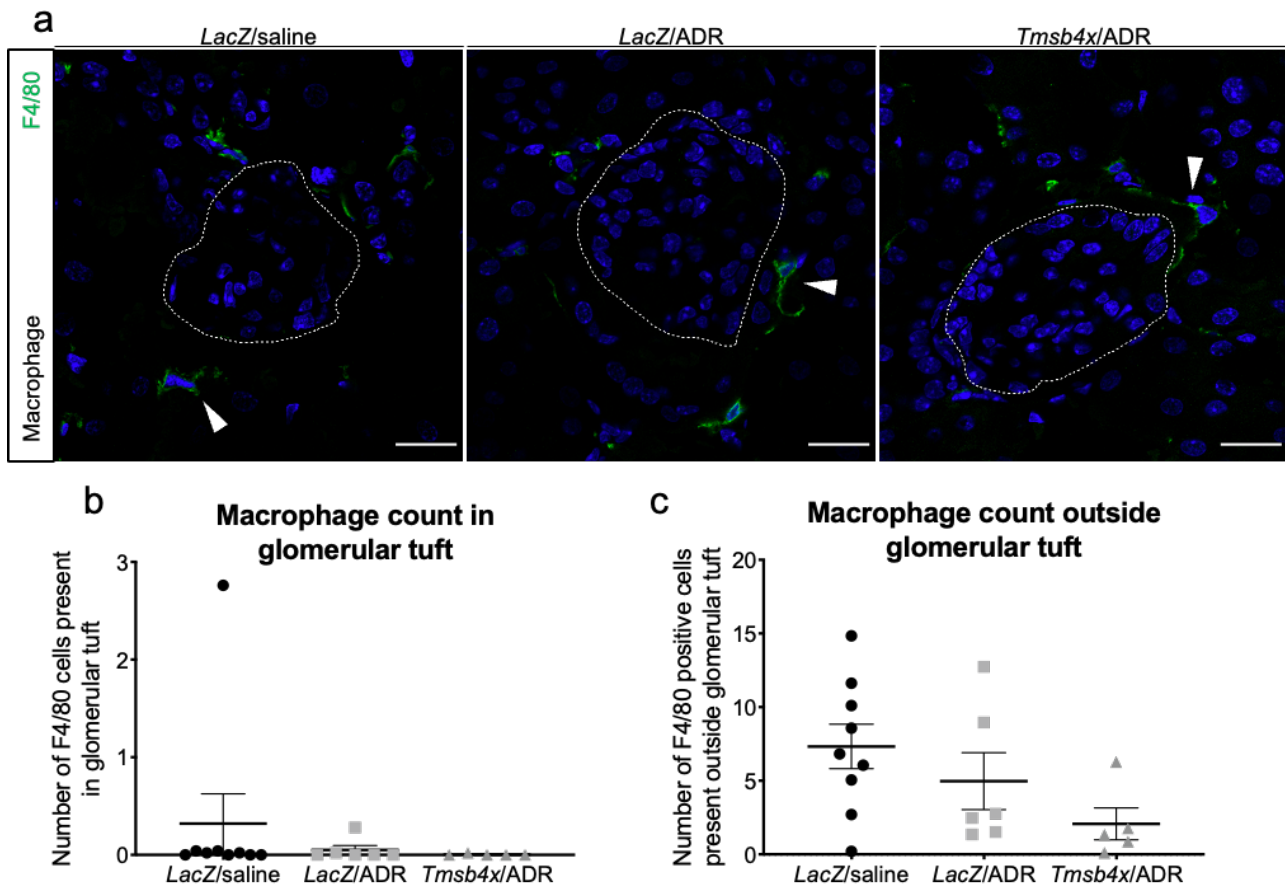 a
LacZ/saline
LacZ/ADR
Tmsb4x/ADR
F4/80
Macrophage
b
Macrophage count in
glomerular tuft
Number of F4/80 cells present
in glomerular tuft
3
2
1
0
LacZ/saline
LacZ/ADR
Tmsb4x/ADR
c
Macrophage count outside
glomerular tuft
Number of F4/80 positive cells
present outside glomerular tuft
20
15
10
5
0
LacZ/saline
LacZ/ADR
Tmsb4x/ADR